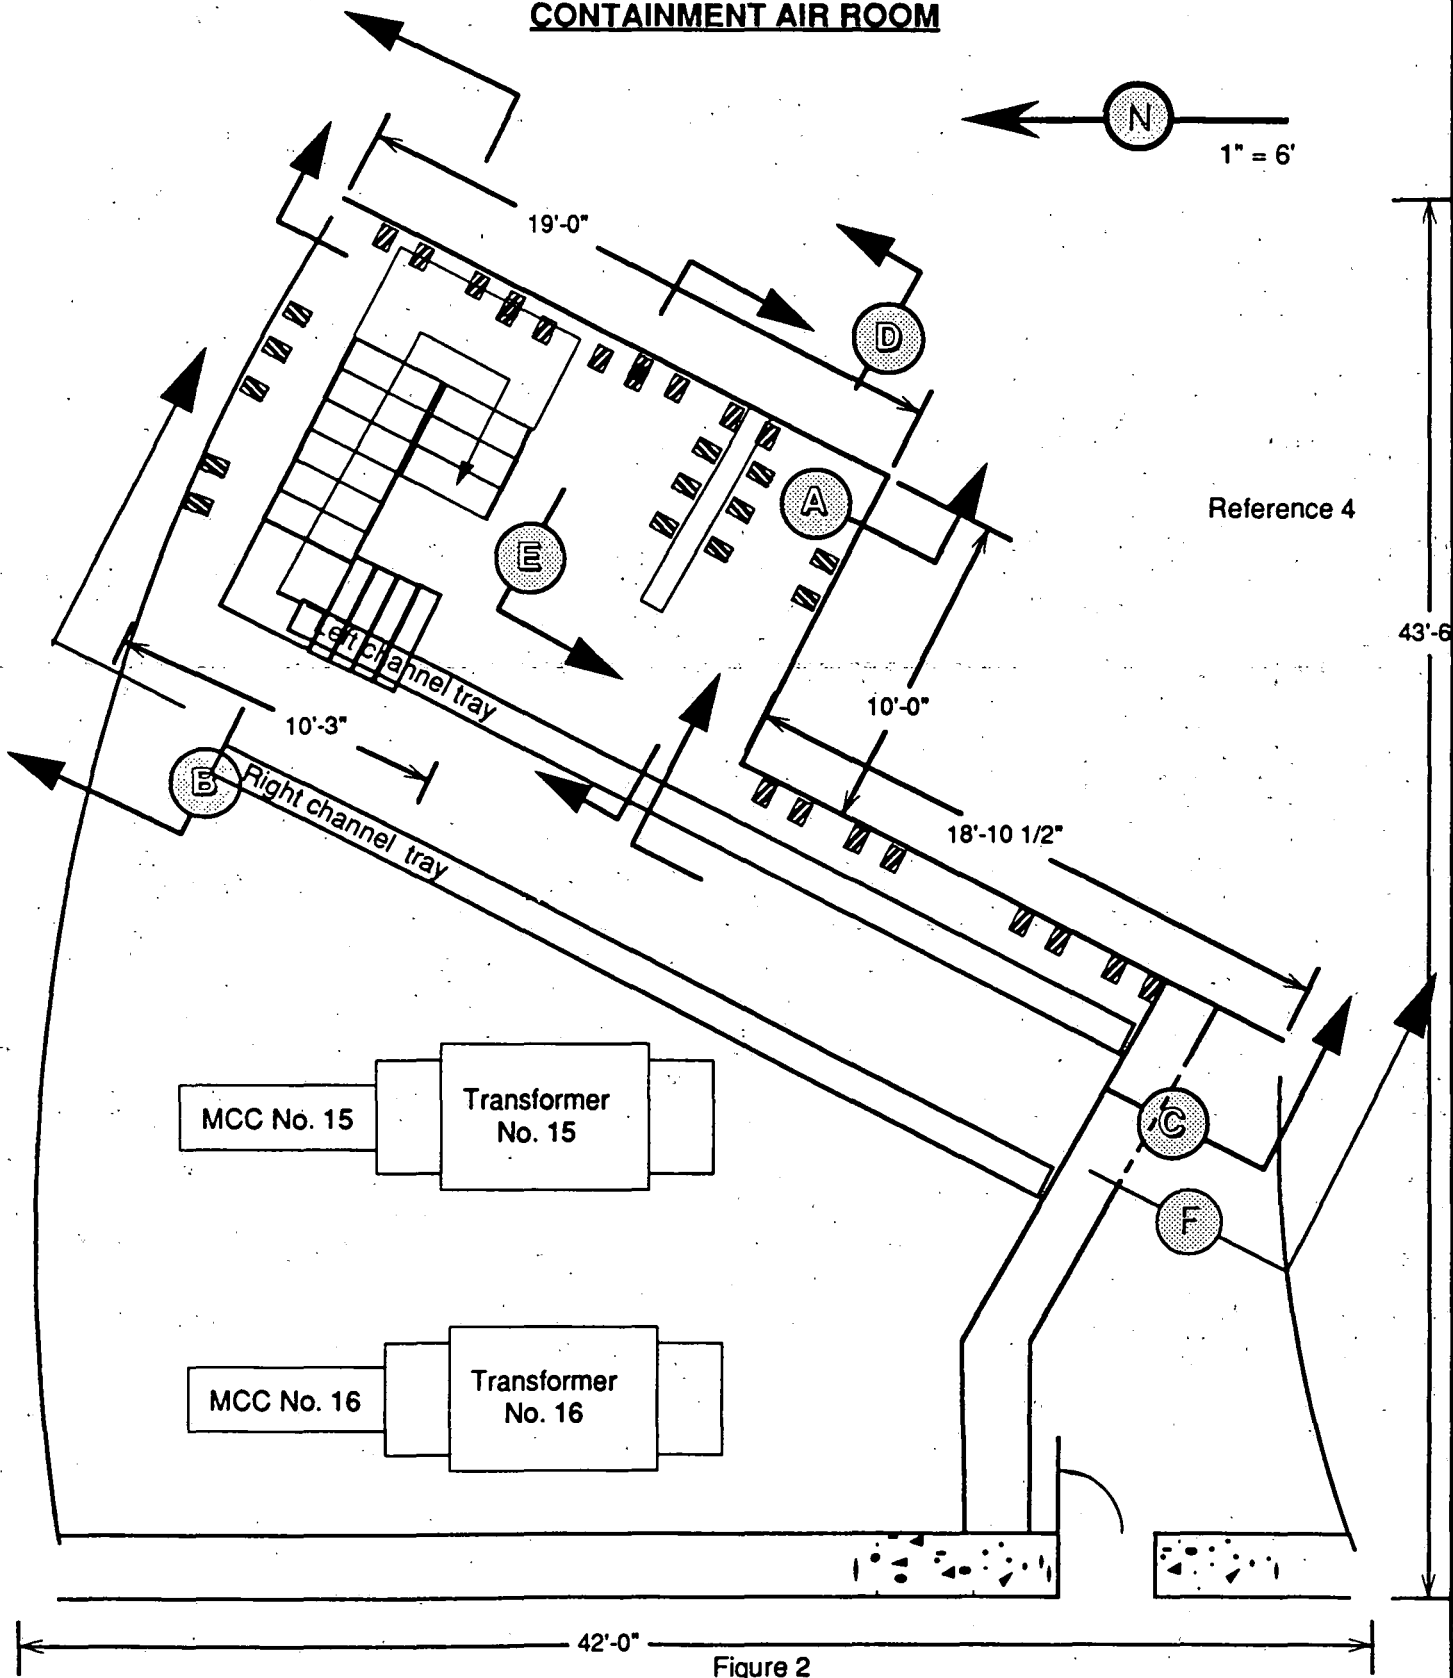 CONTAINMENT AIR ROOM
N
1" = 6'
19'-0"
D
A
Reference 4
E
43'-6
Left channel tray
10'-0"
10'-3"
B
Right channel tray
18'-10 1/2"
MCC No. 15
Transformer
No. 15
C
F
MCC No. 16
Transformer
No. 16
42'-0"
Figure 2